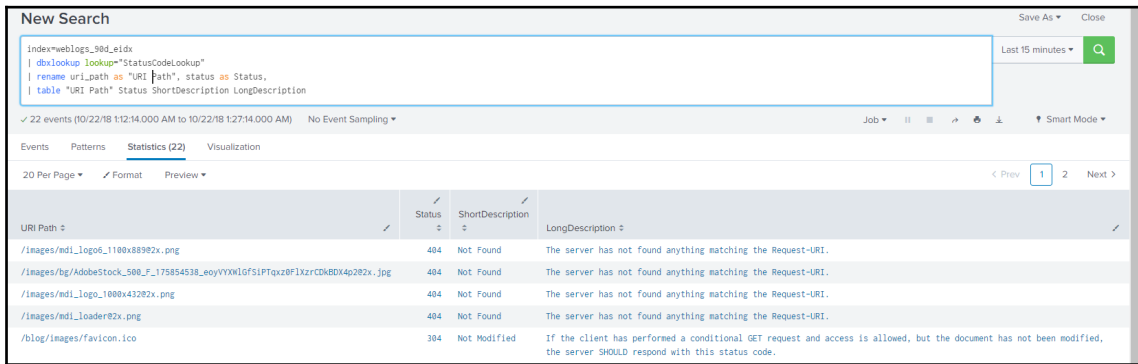 New Search
Save As Close
index=weblogs_90d_eidx
| dbxlookup lookup="StatusCodeLookup"
| rename uri_path as "URI Path", status as Status,
| table "URI Path" Status ShortDescription LongDescription
Last 15 minutes
22 events (10/22/18 1:12:14.000 AM to 10/22/18 1:27:14.000 AM) No Event Sampling
Job Smart Mode
Events Patterns Statistics (22) Visualization
20 Per Page Format Preview
< Prev 1 2 Next >
URI Path Status ShortDescription LongDescription
/images/mdi_logo6_1100x889@2x.png 404 Not Found The server has not found anything matching the Request-URI.
/images/bg/AdobeStock_500_F_175854538_eoyVYXWlGfSiPTqxz0FlXzrCDkBDX4p2@2x.jpg 404 Not Found The server has not found anything matching the Request-URI.
/images/mdi_logo_1000x432@2x.png 404 Not Found The server has not found anything matching the Request-URI.
/images/mdi_loader@2x.png 404 Not Found The server has not found anything matching the Request-URI.
/blog/images/favicon.ico 304 Not Modified If the client has performed a conditional GET request and access is allowed, but the document has not been modified,
the server SHOULD respond with this status code.